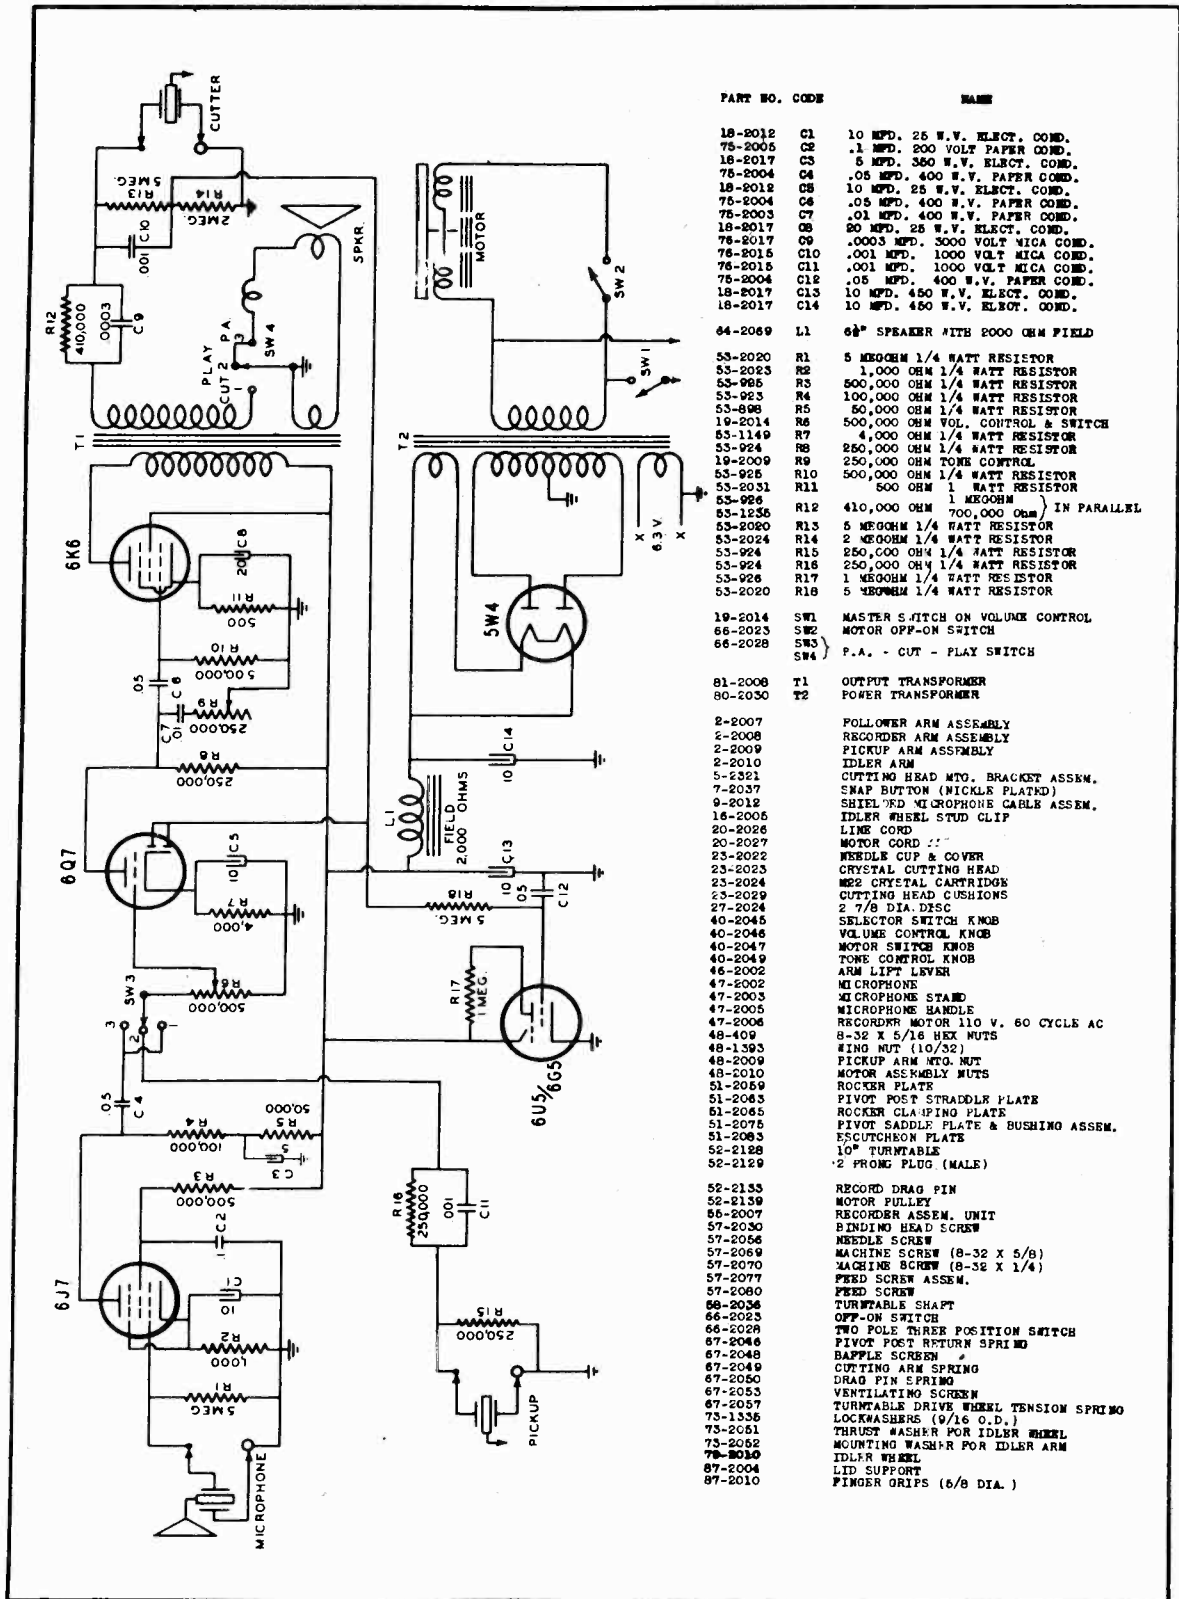 PART NO. CODE NAME
18-2012 C1 10 MFD. 25 W.V. ELECT. COND.
75-2005 C2 .1 MFD. 200 VOLT PAPER COND.
18-2017 C3 5 MFD. 350 W.V. ELECT. COND.
75-2004 C4 .05 MFD. 400 W.V. PAPER COND.
18-2012 C5 10 MFD. 25 W.V. ELECT. COND.
75-2004 C6 .05 MFD. 400 W.V. PAPER COND.
75-2003 C7 .01 MFD. 400 W.V. PAPER COND.
18-2017 C8 20 MFD. 25 W.V. ELECT. COND.
76-2017 C9 .0003 MFD. 3000 VOLT MICA COND.
76-2015 C10 .001 MFD. 1000 VOLT MICA COND.
76-2015 C11 .001 MFD. 1000 VOLT MICA COND.
75-2004 C12 .05 MFD. 400 W.V. PAPER COND.
18-2017 C13 10 MFD. 450 W.V. ELECT. COND.
18-2017 C14 10 MFD. 450 W.V. ELECT. COND.
64-2069 L1 6½" SPEAKER WITH 2000 OHM FIELD
53-2020 R1 5 MEGOHM 1/4 WATT RESISTOR
53-2023 R2 1,000 OHM 1/4 WATT RESISTOR
53-925 R3 500,000 OHM 1/4 WATT RESISTOR
53-923 R4 100,000 OHM 1/4 WATT RESISTOR
53-898 R5 50,000 OHM 1/4 WATT RESISTOR
19-2014 R6 500,000 OHM VOL. CONTROL & SWITCH
53-1149 R7 4,000 OHM 1/4 WATT RESISTOR
53-924 R8 250,000 OHM 1/4 WATT RESISTOR
19-2009 R9 250,000 OHM TONE CONTROL
53-925 R10 500,000 OHM 1/4 WATT RESISTOR
53-2031 R11 500 OHM 1 WATT RESISTOR
53-926 1 MEGOHM
53-1235 R12 410,000 OHM 700,000 Ohm } IN PARALLEL
53-2020 R13 5 MEGOHM 1/4 WATT RESISTOR
53-2024 R14 2 MEGOHM 1/4 WATT RESISTOR
53-924 R15 250,000 OHM 1/4 WATT RESISTOR
53-924 R16 250,000 OHM 1/4 WATT RESISTOR
53-926 R17 1 MEGOHM 1/4 WATT RESISTOR
53-2020 R18 5 MEGOHM 1/4 WATT RESISTOR
19-2014 SW1 MASTER SWITCH ON VOLUME CONTROL
66-2023 SW2 MOTOR OFF-ON SWITCH
66-2028 SW3
SW4 } P.A. - CUT - PLAY SWITCH
81-2008 T1 OUTPUT TRANSFORMER
80-2030 T2 POWER TRANSFORMER
2-2007 FOLLOWER ARM ASSEMBLY
2-2008 RECORDER ARM ASSEMBLY
2-2009 PICKUP ARM ASSEMBLY
2-2010 IDLER ARM
5-2321 CUTTING HEAD MTG. BRACKET ASSEM.
7-2037 SNAP BUTTON (NICKLE PLATED)
9-2012 SHIELDED MICROPHONE CABLE ASSEM.
16-2005 IDLER WHEEL STUD CLIP
20-2026 LINE CORD
20-2027 MOTOR CORD
23-2022 NEEDLE CUP & COVER
23-2023 CRYSTAL CUTTING HEAD
23-2024 M22 CRYSTAL CARTRIDGE
23-2029 CUTTING HEAD CUSHIONS
27-2024 2 7/8 DIA. DISC
40-2045 SELECTOR SWITCH KNOB
40-2046 VOLUME CONTROL KNOB
40-2047 MOTOR SWITCH KNOB
40-2049 TONE CONTROL KNOB
46-2002 ARM LIFT LEVER
47-2002 MICROPHONE
47-2003 MICROPHONE STAND
47-2005 MICROPHONE HANDLE
47-2006 RECORDER MOTOR 110 V. 60 CYCLE AC
48-409 8-32 X 5/16 HEX NUTS
48-1393 WING NUT (10/32)
48-2009 PICKUP ARM MTG. NUT
48-2010 MOTOR ASSEMBLY NUTS
51-2059 ROCKER PLATE
51-2063 PIVOT POST STRADDLE PLATE
51-2065 ROCKER CLAMPING PLATE
51-2075 PIVOT SADDLE PLATE & BUSHING ASSEM.
51-2083 ESCUTCHEON PLATE
52-2128 10" TURNTABLE
52-2129 2 PRONG PLUG (MALE)
52-2133 RECORD DRAG PIN
52-2139 MOTOR PULLEY
55-2007 RECORDER ASSEM. UNIT
57-2030 BINDING HEAD SCREW
57-2056 NEEDLE SCREW
57-2069 MACHINE SCREW (8-32 X 5/8)
57-2070 MACHINE SCREW (8-32 X 1/4)
57-2077 FEED SCREW ASSEM.
57-2080 FEED SCREW
58-2036 TURNTABLE SHAFT
66-2023 OFF-ON SWITCH
66-2028 TWO POLE THREE POSITION SWITCH
67-2046 PIVOT POST RETURN SPRING
67-2048 BAFFLE SCREEN
67-2049 CUTTING ARM SPRING
67-2050 DRAG PIN SPRING
67-2053 VENTILATING SCREEN
67-2057 TURNTABLE DRIVE WHEEL TENSION SPRING
73-1335 LOCKWASHERS (9/16 O.D.)
73-2051 THRUST WASHER FOR IDLER WHEEL
73-2052 MOUNTING WASHER FOR IDLER ARM
79-2010 IDLER WHEEL
87-2004 LID SUPPORT
87-2010 FINGER GRIPS (5/8 DIA.)
MICROPHONE
R1
5 MEG
R2
1,000
C1
10
6J7
C2
.1
R3
500,000
R4
100,000
C3
5
R5
50,000
C4
.05
3
2
1
SW3
R6
500,000
6Q7
R7
4,000
C5
10
R8
250,000
C7
.01
R9
250,000
C6
.05
R10
500,000
R11
500
C8
20
6K6
T1
R12
410,000
.0003
C9
.001
C10
R13
5 MEG.
R14
2 MEG.
CUTTER
PLAY
P.A.
CUT 2
3
1
SW4
SPKR.
PICKUP
R15
250,000
R16
250,000
.001
C11
6U5/6G5
R17
1 MEG.
R18
5 MEG.
.05
C12
10
C13
L1
FIELD
2,000 OHMS
10
C14
5W4
T2
X
6.3 V.
X
SW1
SW2
MOTOR